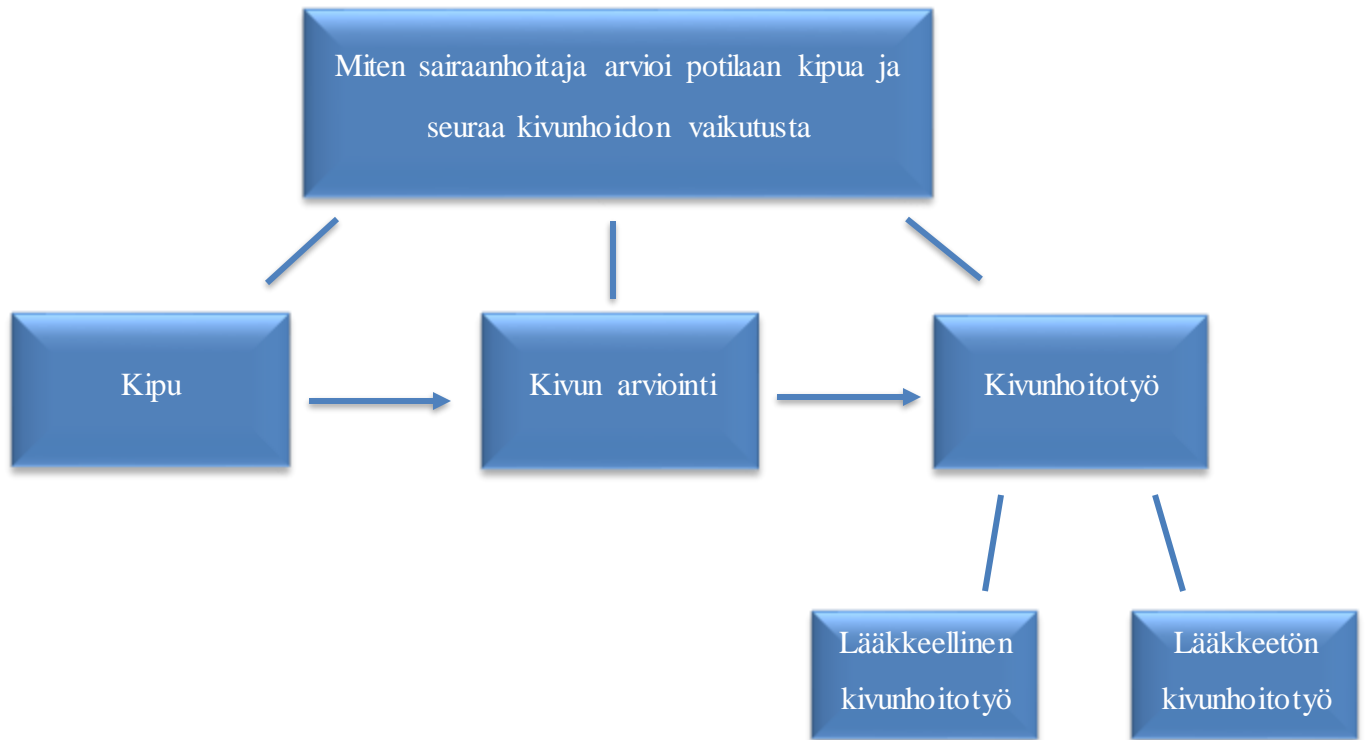 Miten sairaanhoitaja arvioi potilaan kipua ja
seuraa kivunhoidon vaikutusta
Kipu
Kivun arviointi
Kivunhoitotyö
Lääkkeellinen
kivunhoitotyö
Lääkkeetön
kivunhoitotyö